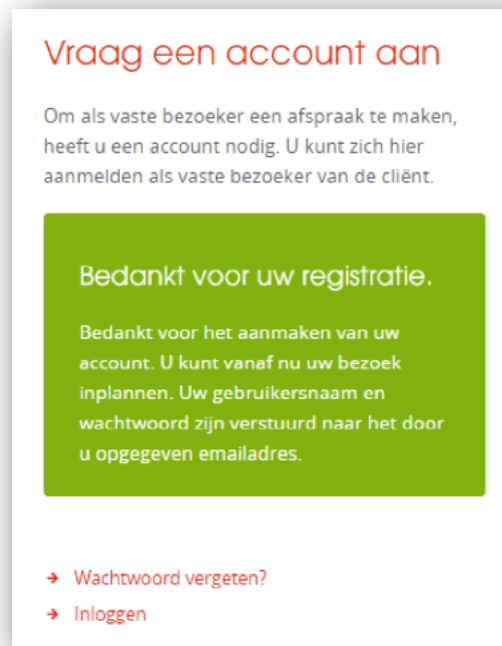 Vraag een account aan
Om als vaste bezoeker een afspraak te maken,
heeft u een account nodig. U kunt zich hier
aanmelden als vaste bezoeker van de cliënt.
Bedankt voor uw registratie.
Bedankt voor het aanmaken van uw
account. U kunt vanaf nu uw bezoek
inplannen. Uw gebruikersnaam en
wachtwoord zijn verstuurd naar het door
u opgegeven emailadres.
Wachtwoord vergeten?
Inloggen